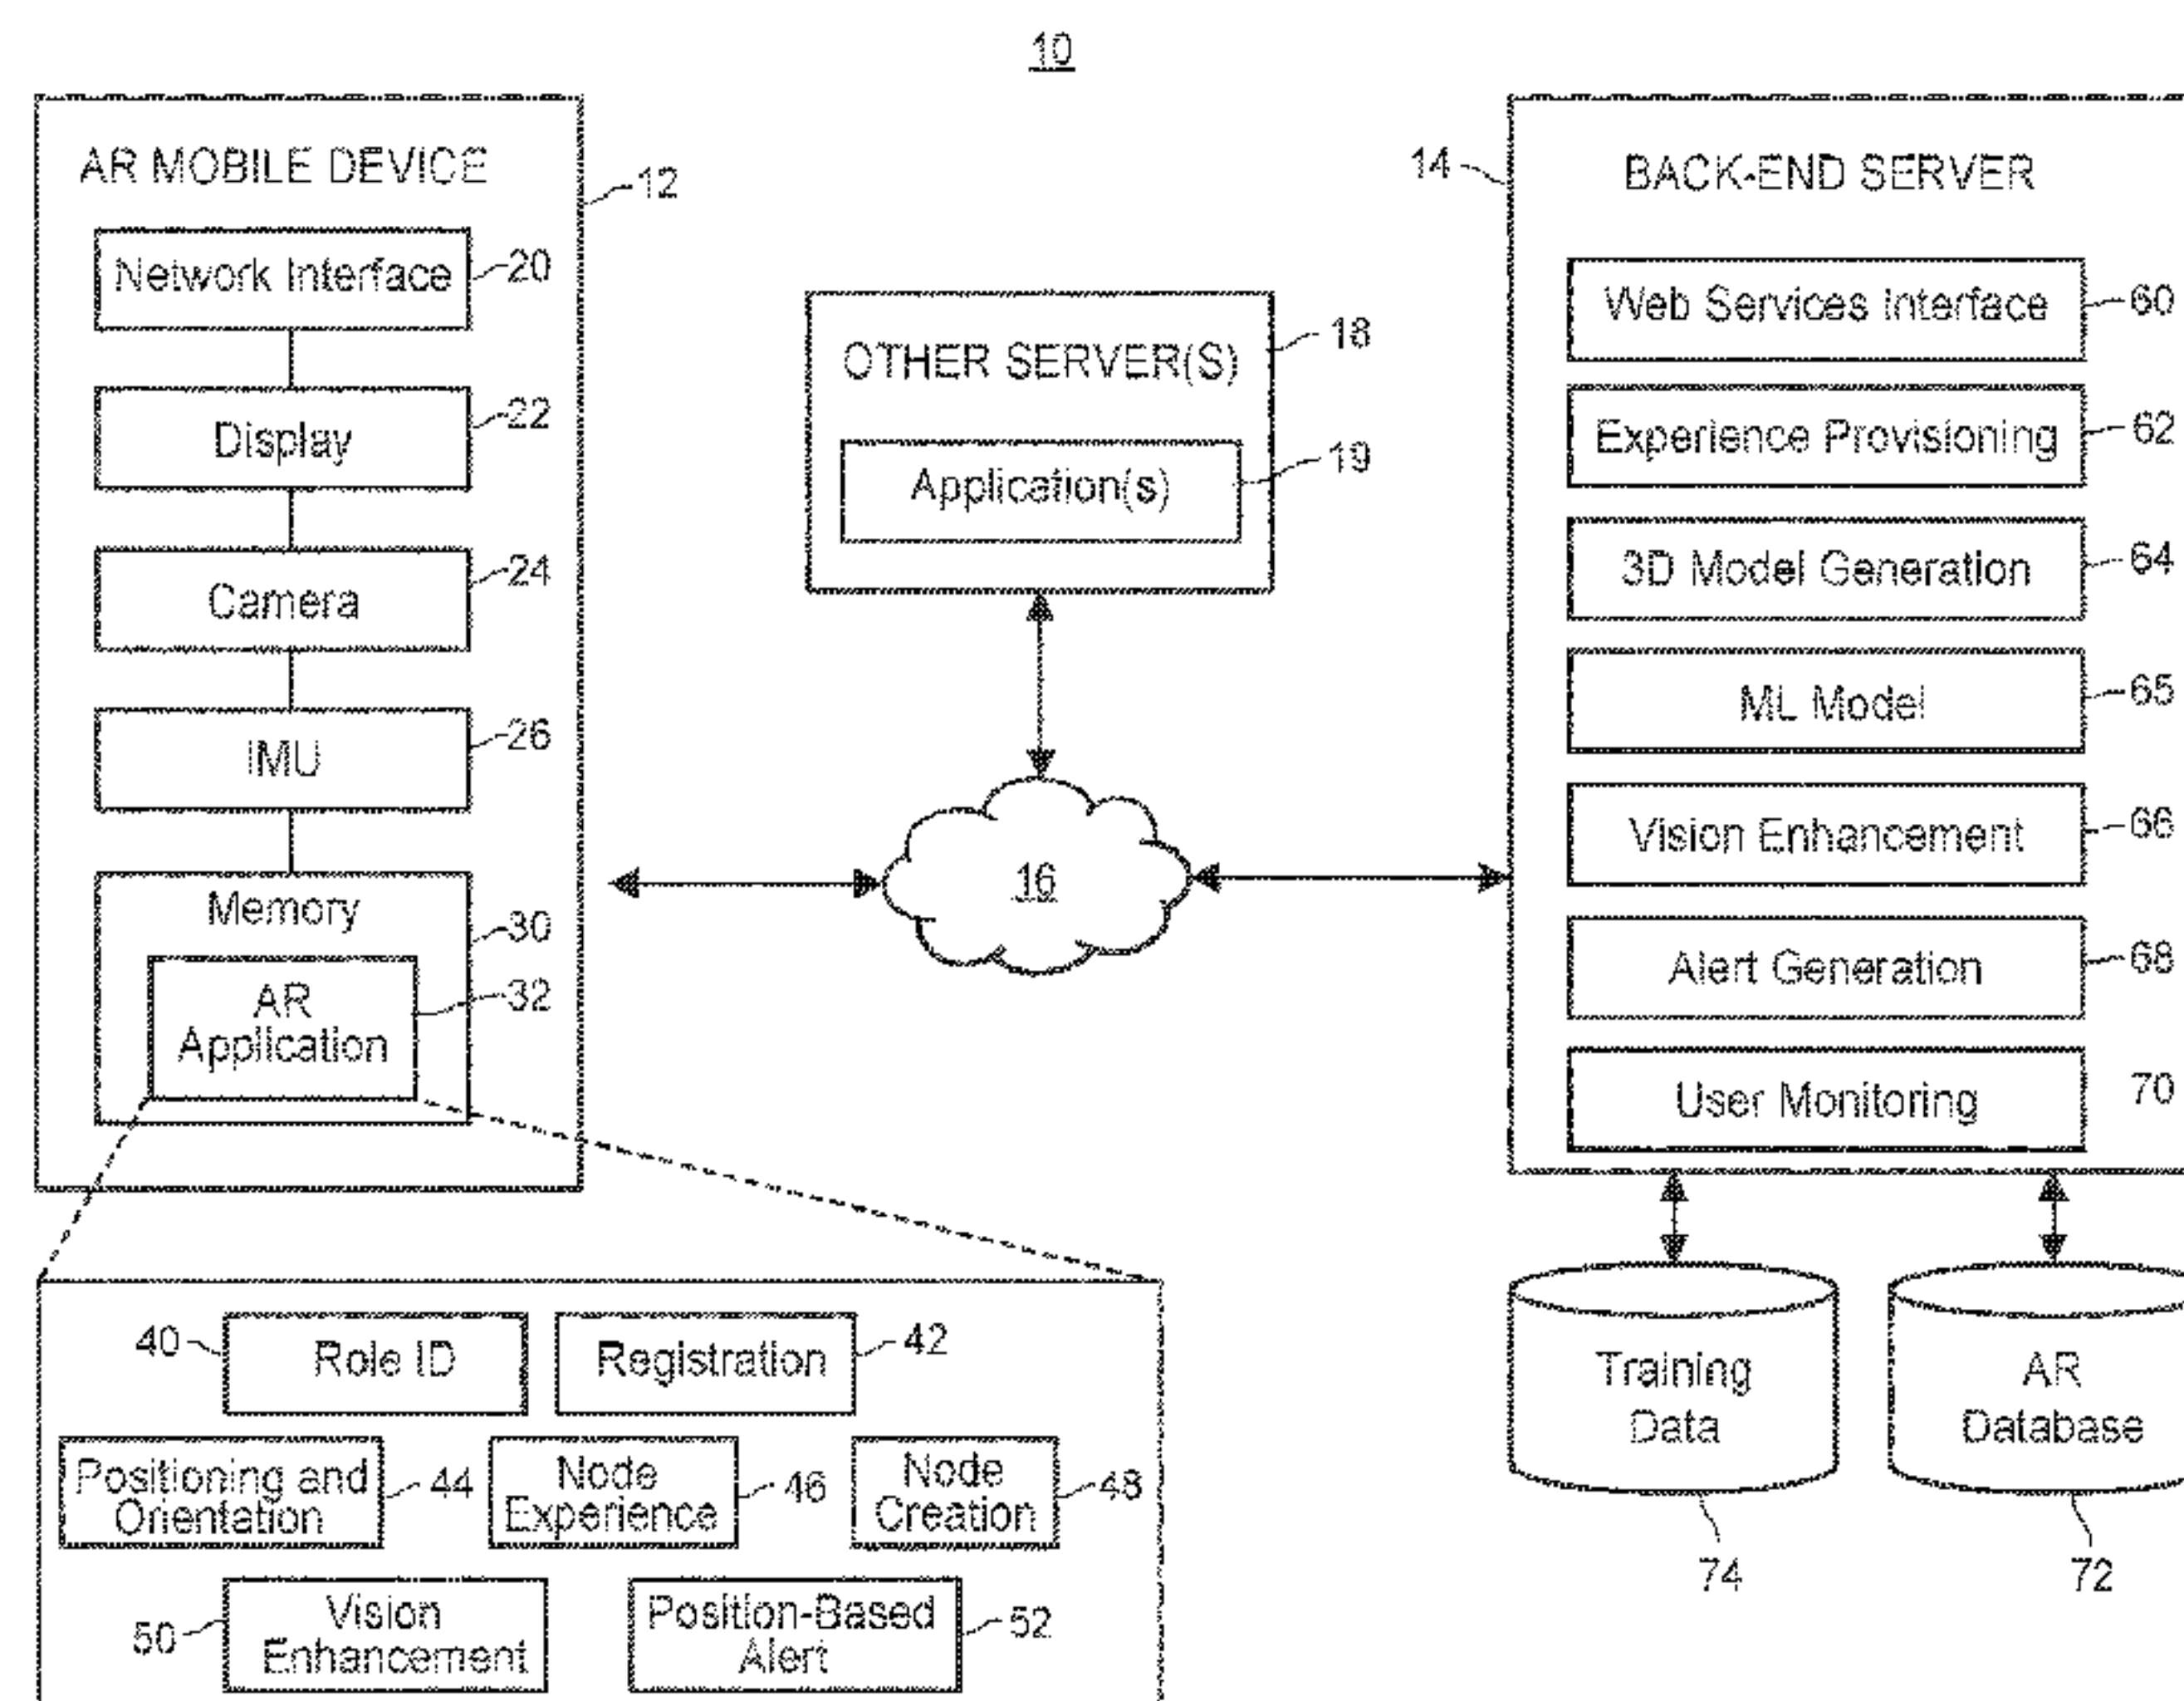 10
AR MOBILE DEVICE
12
Network Interface
20
Display
22
Camera
24
IMU
26
Memory
30
AR
Application
32
OTHER SERVER(S)
18
Application(s)
19
16
14
BACK-END SERVER
Web Services Interface
60
Experience Provisioning
62
3D Model Generation
64
ML Model
65
Vision Enhancement
66
Alert Generation
68
User Monitoring
70
40
Role ID
Registration
42
Positioning and
Orientation
44
Node
Experience
46
Node
Creation
48
50
Vision
Enhancement
Position-Based
Alert
52
Training
Data
74
AR
Database
72